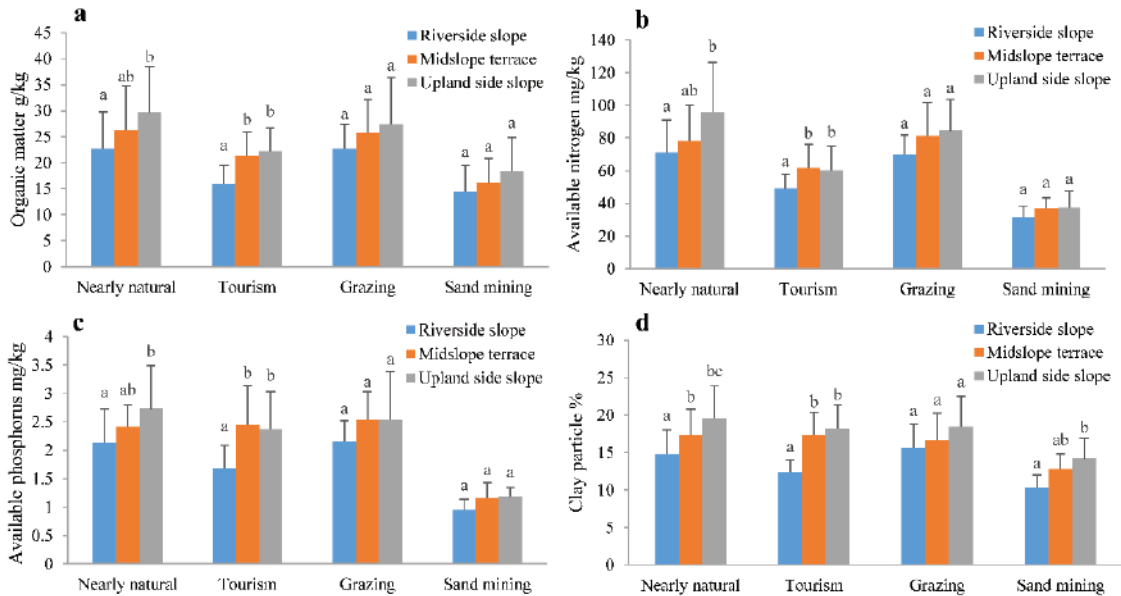 a
Organic matter g/kg
45
40
35
30
25
20
15
10
5
0
Riverside slope
Midslope terrace
Upland side slope
a ab b
a b b
a a a
a a a
Nearly natural Tourism Grazing Sand mining
b
Available nitrogen mg/kg
140
120
100
80
60
40
20
0
Riverside slope
Midslope terrace
Upland side slope
a ab b
a b b
a a a
a a a
Nearly natural Tourism Grazing Sand mining
c
Available phosphorus mg/kg
4
3.5
3
2.5
2
1.5
1
0.5
0
Riverside slope
Midslope terrace
Upland side slope
a ab b
a b b
a a a
a a a
Nearly natural Tourism Grazing Sand mining
d
Clay particle %
30
25
20
15
10
5
0
Riverside slope
Midslope terrace
Upland side slope
a b bc
a b b
a a a
a ab b
Nearly natural Tourism Grazing Sand mining